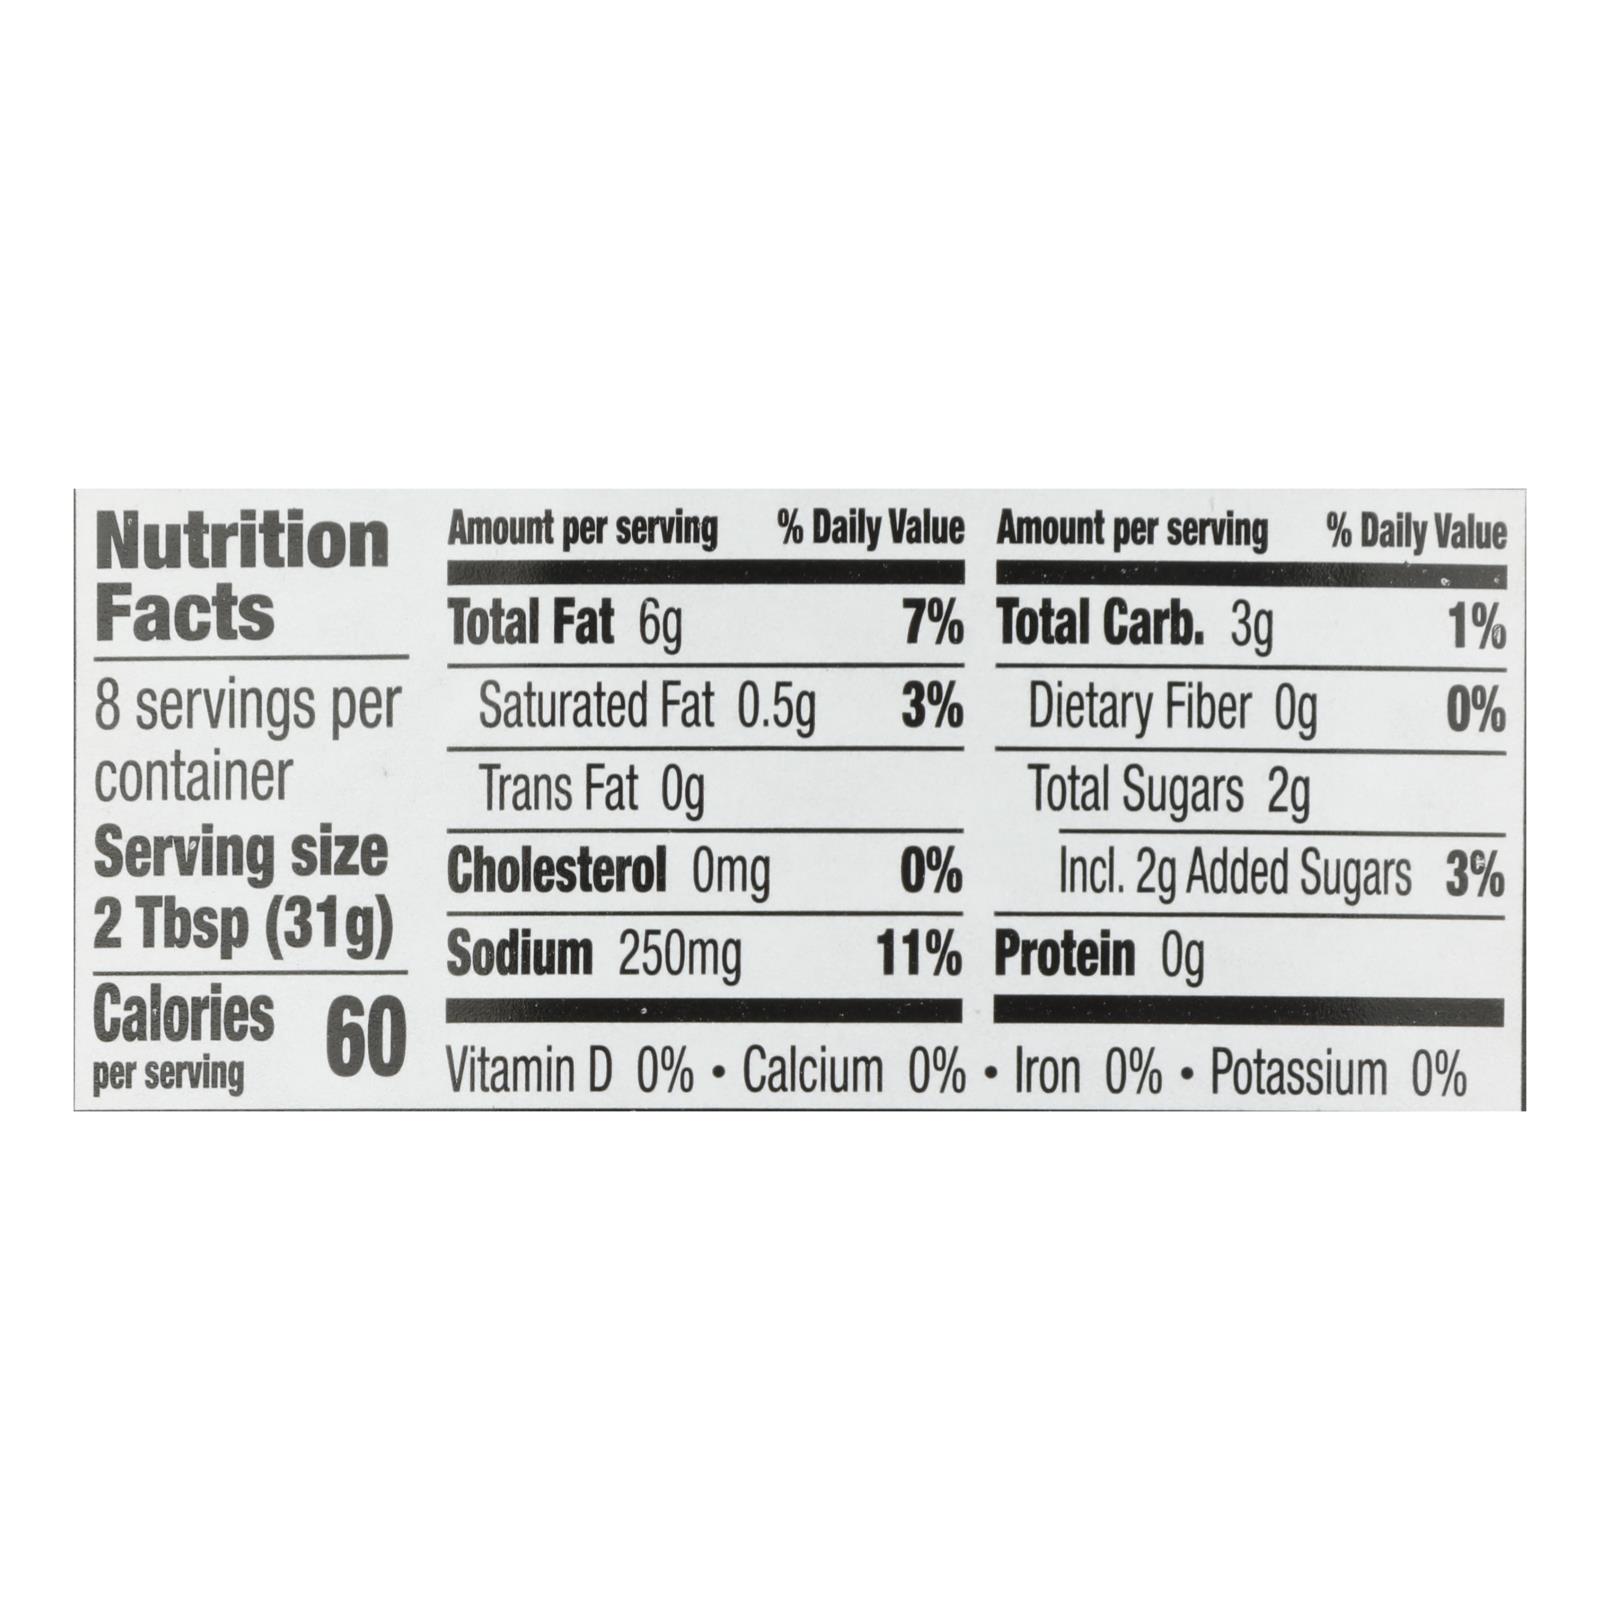 Nutrition
Facts
8 servings per
container
Serving size
2 Tbsp (31g)
Calories 60
per serving
Amount per serving % Daily Value
Total Fat 6g 7%
Saturated Fat 0.5g 3%
Trans Fat 0g
Cholesterol 0mg 0%
Sodium 250mg 11%
Amount per serving % Daily Value
Total Carb. 3g 1%
Dietary Fiber 0g 0%
Total Sugars 2g
Incl. 2g Added Sugars 3%
Protein 0g
Vitamin D 0% • Calcium 0% • Iron 0% • Potassium 0%